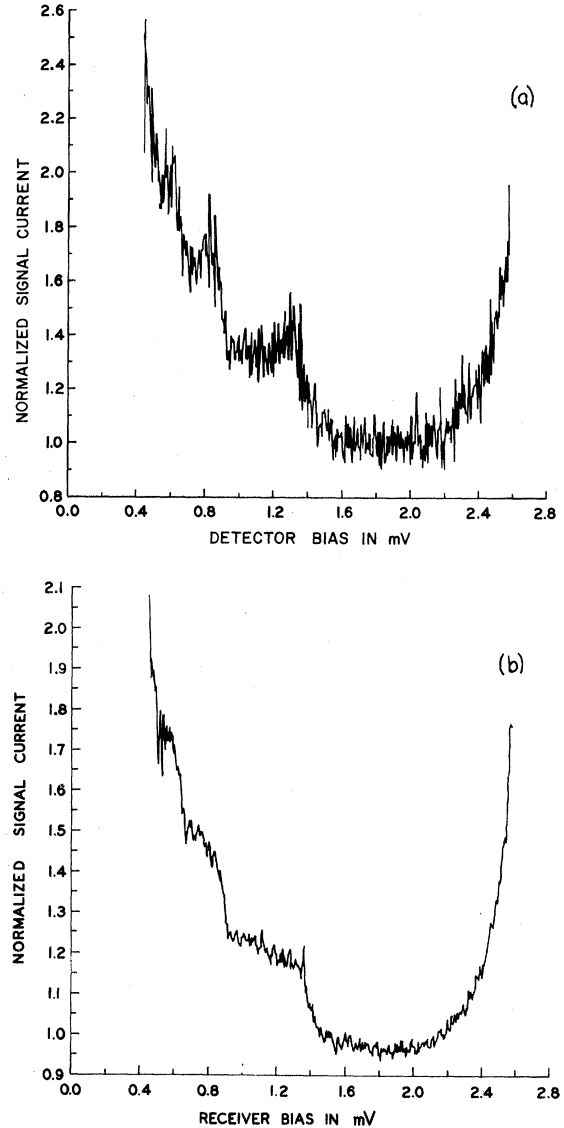 2.6
2.4
2.2
2.0
1.8
1.6
1.4
1.2
1.0
0.8
NORMALIZED SIGNAL CURRENT
(a)
0.0 0.4 0.8 1.2 1.6 2.0 2.4 2.8
DETECTOR BIAS IN mV
2.1
2.0
1.9
1.8
1.7
1.6
1.5
1.4
1.3
1.2
1.1
1.0
0.9
NORMALIZED SIGNAL CURRENT
(b)
0.0 0.4 0.8 1.2 1.6 2.0 2.4 2.8
RECEIVER BIAS IN mV